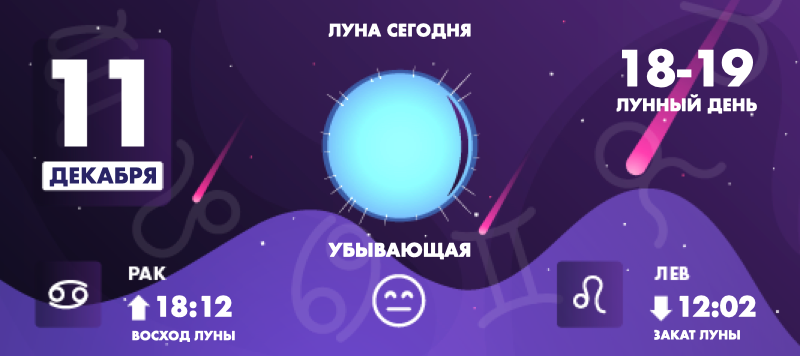 ЛУНА СЕГОДНЯ
11
ДЕКАБРЯ
18-19
ЛУННЫЙ ДЕНЬ
УБЫВАЮЩАЯ
РАК
18:12
ВОСХОД ЛУНЫ
ЛЕВ
12:02
ЗАКАТ ЛУНЫ